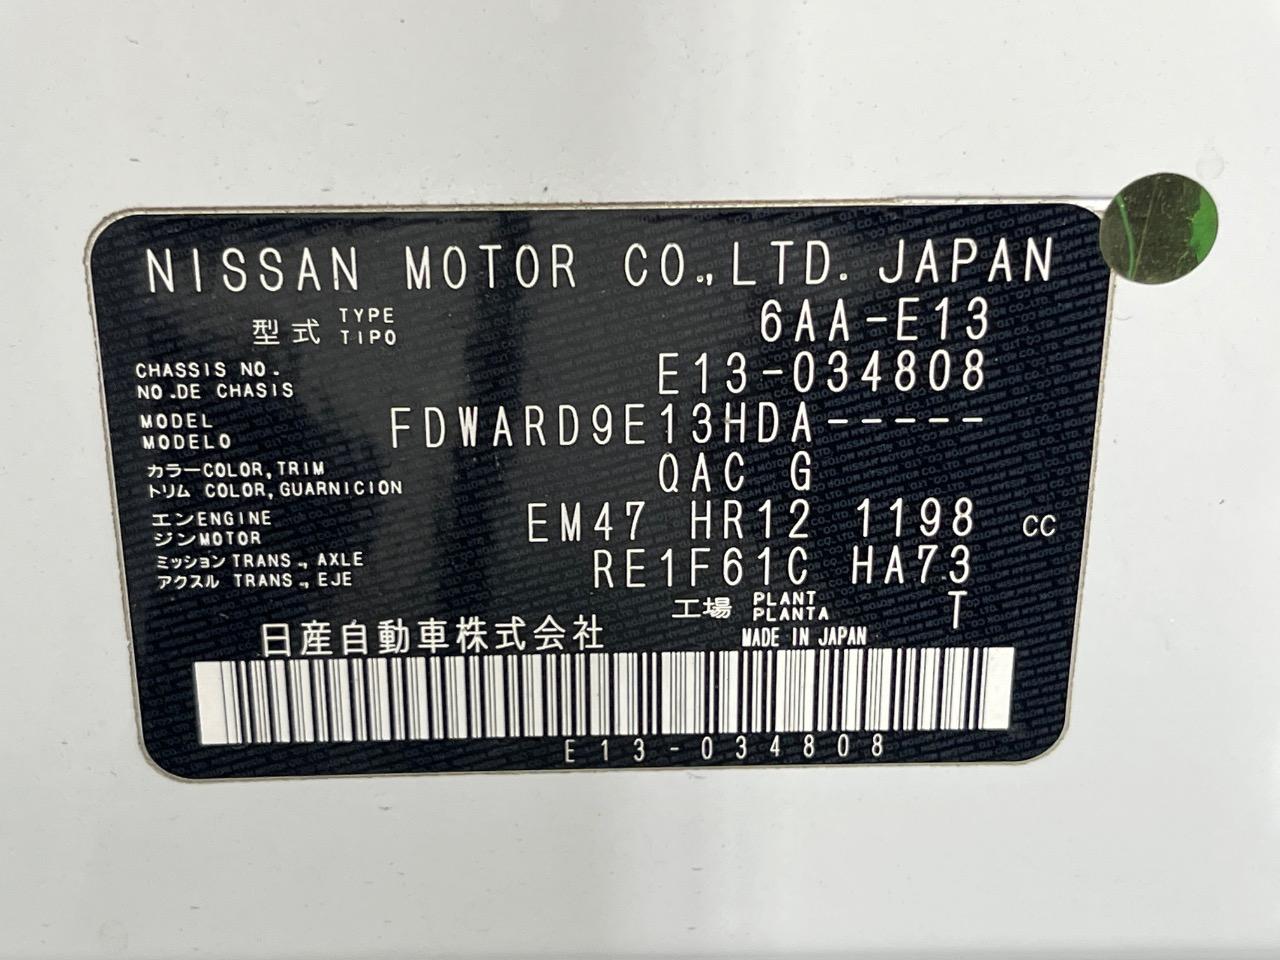 NISSAN MOTOR CO.,LTD. JAPAN
型式 TYPE TIPO 6AA-E13
CHASSIS NO. E13-034808
NO.DE CHASIS
MODEL FDWARD9E13HDA-----
MODELO
カラーCOLOR,TRIM QAC G
トリム COLOR,GUARNICION
エンENGINE EM47 HR12 1198 CC
ジンMOTOR
ミッションTRANS.,AXLE RE1F61C HA73
アクスル TRANS.,EJE
工場 PLANT PLANTA T
日産自動車株式会社 MADE IN JAPAN
E13-034808